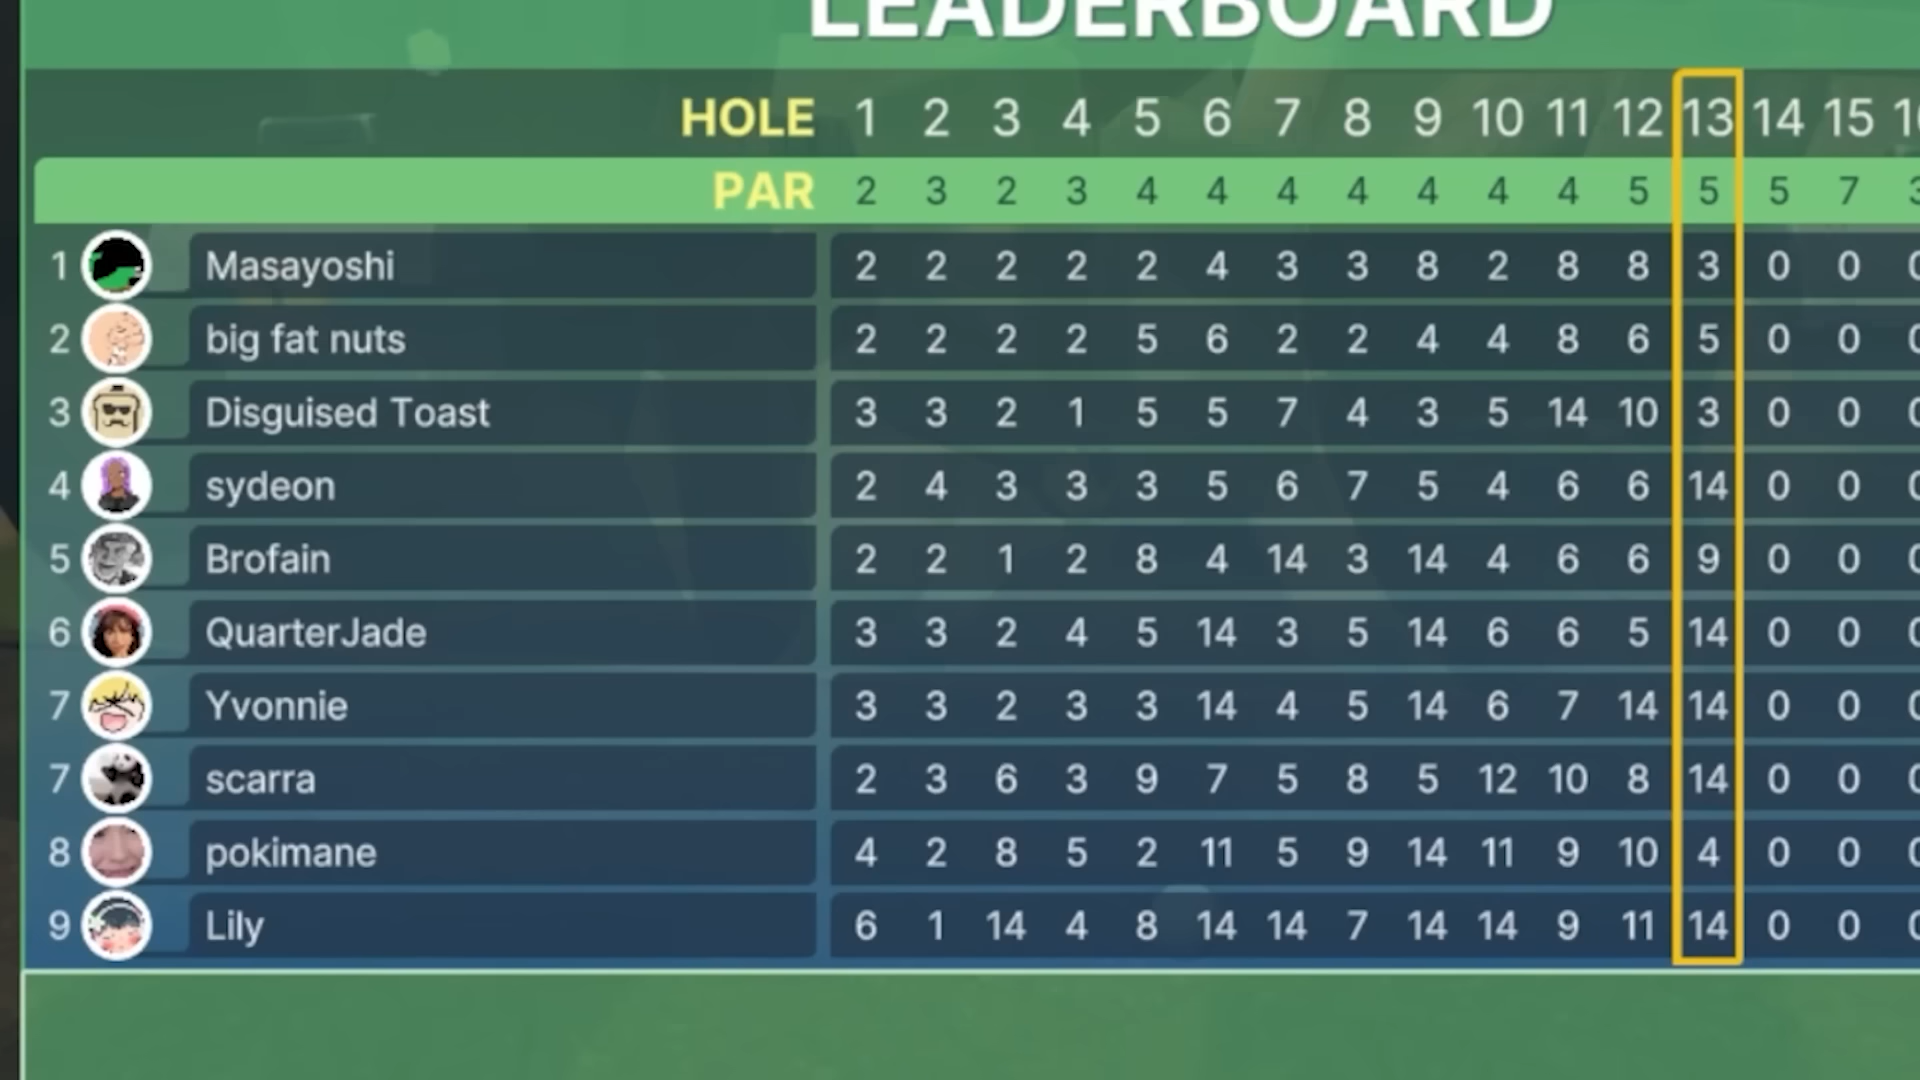 LEADERBOARD
HOLE 1 2 3 4 5 6 7 8 9 10 11 12 13 14 15
PAR 2 3 2 3 4 4 4 4 4 4 4 5 5 5 7
1 Masayoshi 2 2 2 2 2 4 3 3 8 2 8 8 3 0 0
2 big fat nuts 2 2 2 2 5 6 2 2 4 4 8 6 5 0 0
3 Disguised Toast 3 3 2 1 5 5 7 4 3 5 14 10 3 0 0
4 sydeon 2 4 3 3 3 5 6 7 5 4 6 6 14 0 0
5 Brofain 2 2 1 2 8 4 14 3 14 4 6 6 9 0 0
6 QuarterJade 3 3 2 4 5 14 3 5 14 6 6 5 14 0 0
7 Yvonnie 3 3 2 3 3 14 4 5 14 6 7 14 14 0 0
7 scarra 2 3 6 3 9 7 5 8 5 12 10 8 14 0 0
8 pokimane 4 2 8 5 2 11 5 9 14 11 9 10 4 0 0
9 Lily 6 1 14 4 8 14 14 7 14 14 9 11 14 0 0